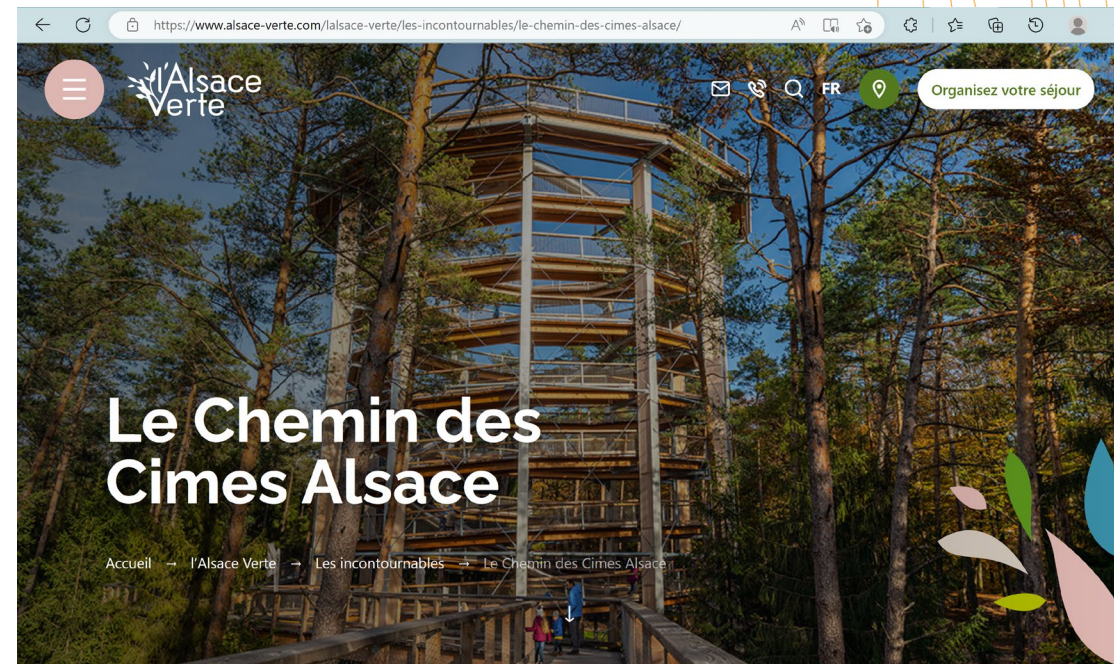 https://www.alsace-verte.com/lalsace-verte/les-incontournables/le-chemin-des-cimes-alsace/
l'Alsace
Verte
FR
Organisez votre séjour
Le Chemin des
Cimes Alsace
Accueil → l'Alsace Verte → Les incontournables → Le Chemin des Cimes Alsace